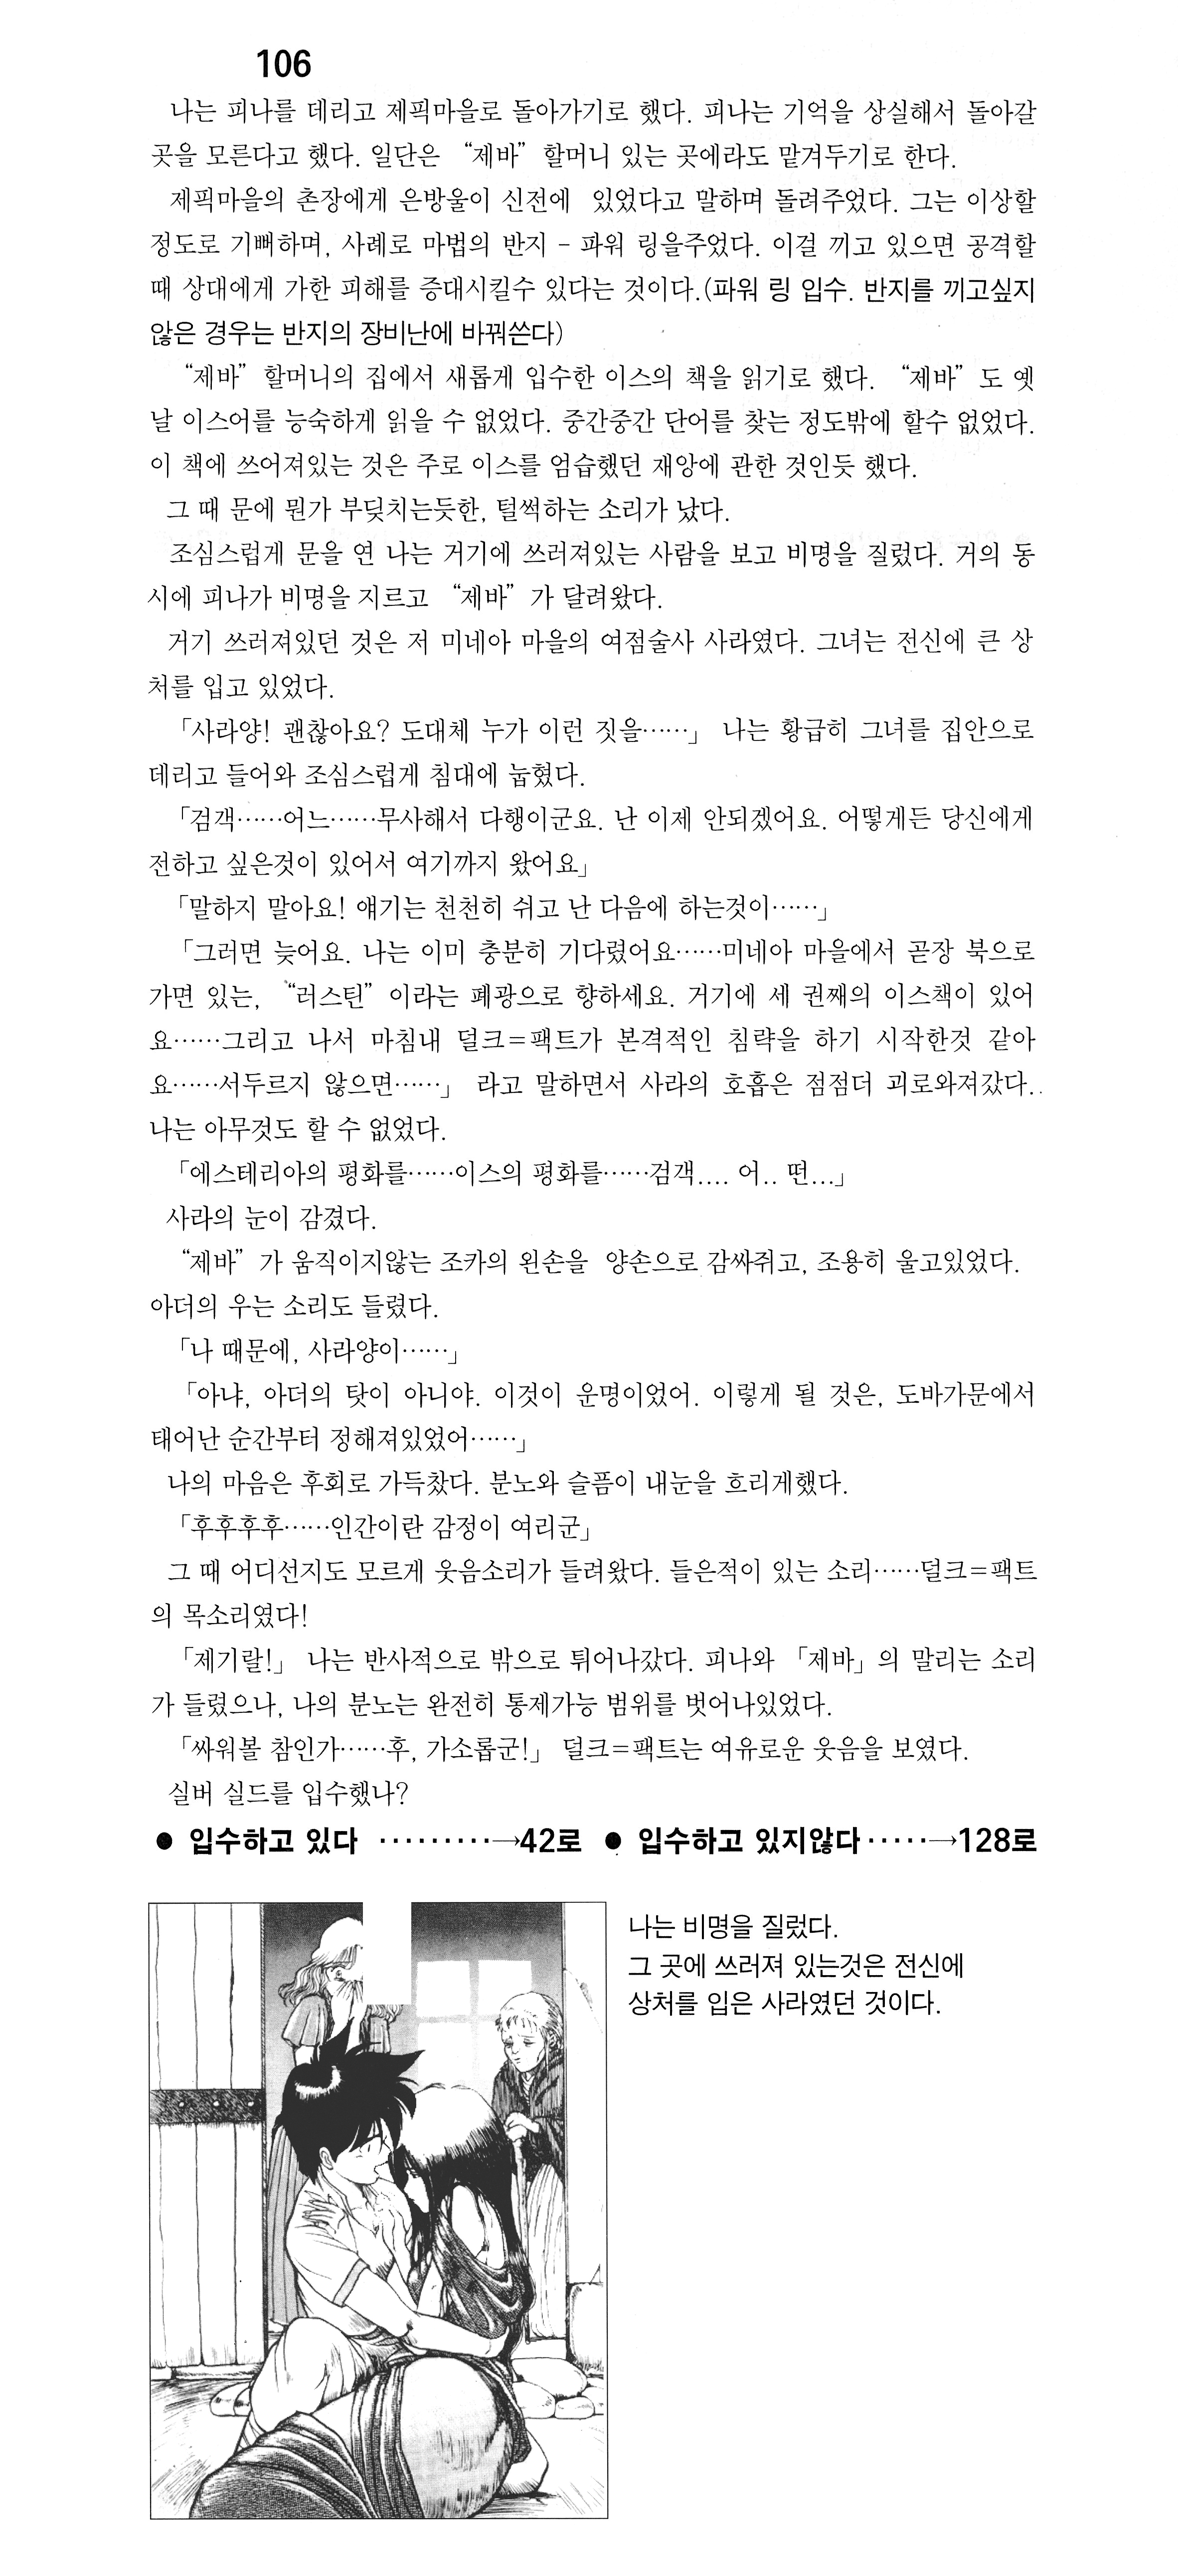 106
나는 피나를 데리고 제픽마을로 돌아가기로 했다. 피나는 기억을 상실해서 돌아갈
곳을 모른다고 했다. 일단은 “제바” 할머니 있는 곳에라도 맡겨두기로 한다.
제픽마을의 촌장에게 은방울이 신전에 있었다고 말하며 돌려주었다. 그는 이상할
정도로 기뻐하며, 사례로 마법의 반지 – 파워 링을주었다. 이걸 끼고 있으면 공격할
때 상대에게 가한 피해를 증대시킬수 있다는 것이다.(파워 링 입수. 반지를 끼고싶지
않은 경우는 반지의 장비난에 바꿔쓴다)
“제바” 할머니의 집에서 새롭게 입수한 이스의 책을 읽기로 했다. “제바” 도 옛
날 이스어를 능숙하게 읽을 수 없었다. 중간중간 단어를 찾는 정도밖에 할수 없었다.
이 책에 쓰어져있는 것은 주로 이스를 엄습했던 재앙에 관한 것인듯 했다.
그 때 문에 뭔가 부딪치는듯한, 털썩하는 소리가 났다.
조심스럽게 문을 연 나는 거기에 쓰러져있는 사람을 보고 비명을 질렀다. 거의 동
시에 피나가 비명을 지르고 “제바” 가 달려왔다.
거기 쓰러져있던 것은 저 미네아 마을의 여점술사 사라였다. 그녀는 전신에 큰 상
처를 입고 있었다.
「사라양! 괜찮아요? 도대체 누가 이런 짓을……」 나는 황급히 그녀를 집안으로
데리고 들어와 조심스럽게 침대에 눕혔다.
「검객……어느……무사해서 다행이군요. 난 이제 안되겠어요. 어떻게든 당신에게
전하고 싶은것이 있어서 여기까지 왔어요」
「말하지 말아요! 얘기는 천천히 쉬고 난 다음에 하는것이……」
「그러면 늦어요. 나는 이미 충분히 기다렸어요……미네아 마을에서 곧장 북으로
가면 있는, “러스틴” 이라는 폐광으로 향하세요. 거기에 세 권째의 이스책이 있어
요……그리고 나서 마침내 덜크=팩트가 본격적인 침략을 하기 시작한것 같아
요……서두르지 않으면……」 라고 말하면서 사라의 호흡은 점점더 괴로와져갔다..
나는 아무것도 할 수 없었다.
「에스테리아의 평화를……이스의 평화를……검객.... 어.. 떤...」
사라의 눈이 감겼다.
“제바” 가 움직이지않는 조카의 왼손을 양손으로 감싸쥐고, 조용히 울고있었다.
아더의 우는 소리도 들렸다.
「나 때문에, 사라양이……」
「아냐, 아더의 탓이 아니야. 이것이 운명이었어. 이렇게 될 것은, 도바가문에서
태어난 순간부터 정해져있었어……」
나의 마음은 후회로 가득찼다. 분노와 슬픔이 내눈을 흐리게했다.
「후후후후……인간이란 감정이 여리군」
그 때 어디선지도 모르게 웃음소리가 들려왔다. 들은적이 있는 소리……덜크=팩트
의 목소리였다!
「제기랄!」 나는 반사적으로 밖으로 튀어나갔다. 피나와 「제바」의 말리는 소리
가 들렸으나, 나의 분노는 완전히 통제가능 범위를 벗어나있었다.
「싸워볼 참인가……후, 가소롭군!」 덜크=팩트는 여유로운 웃음을 보였다.
실버 실드를 입수했나?
● 입수하고 있다 ·········→42로 ● 입수하고 있지않다·····→128로
나는 비명을 질렀다.
그 곳에 쓰러져 있는것은 전신에
상처를 입은 사라였던 것이다.